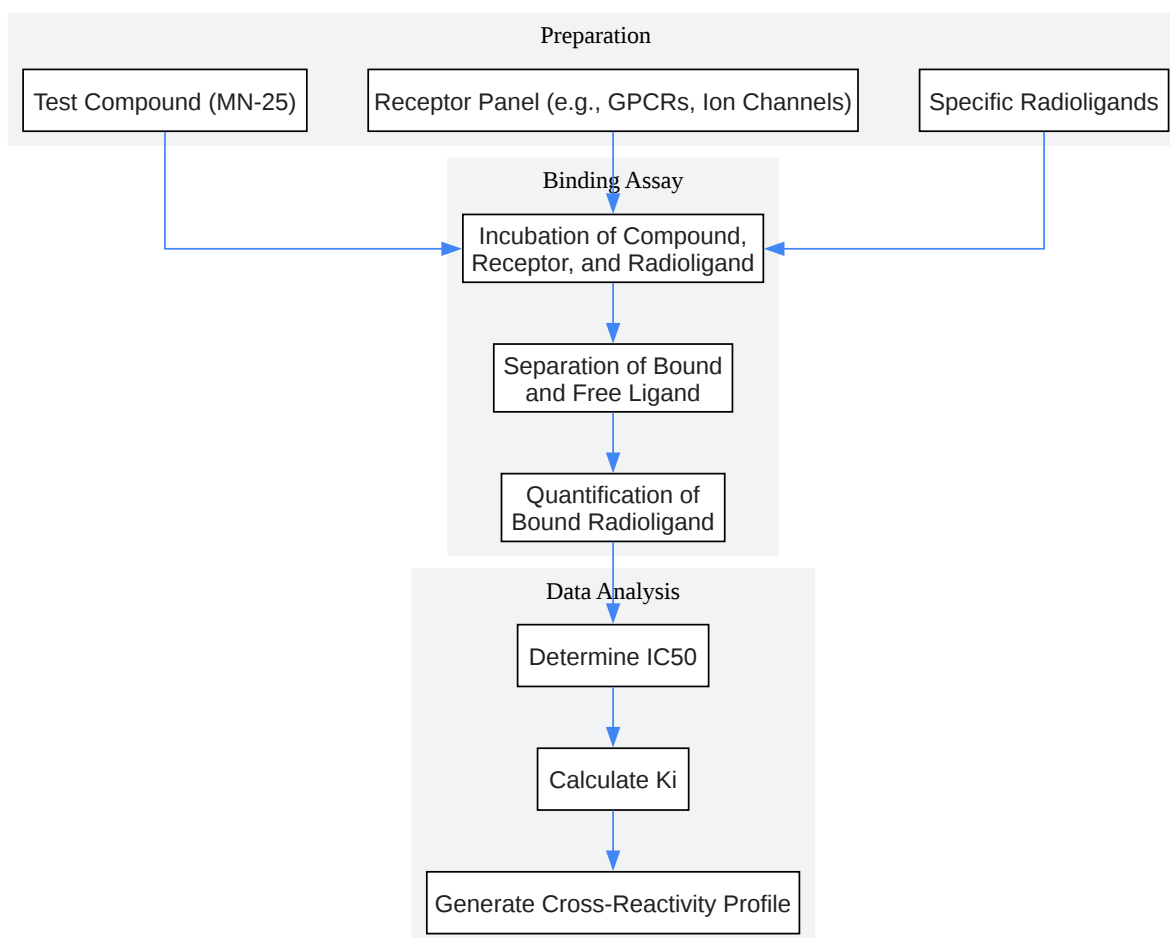 Preparation
Test Compound (MN-25)
Receptor Panel (e.g., GPCRs, Ion Channels)
Specific Radioligands
Binding Assay
Incubation of Compound,
Receptor, and Radioligand
Separation of Bound
and Free Ligand
Quantification of
Bound Radioligand
Data Analysis
Determine IC50
Calculate Ki
Generate Cross-Reactivity Profile